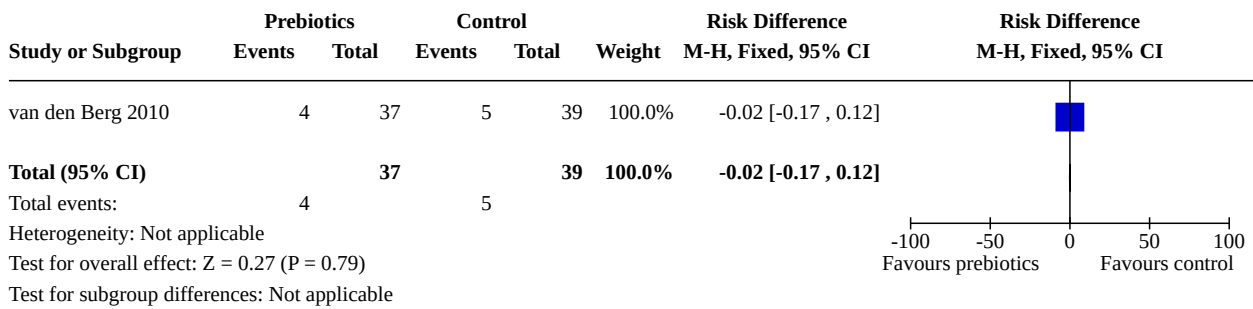 Prebiotics Control Risk Difference Risk Difference
Study or Subgroup Events Total Events Total Weight M-H, Fixed, 95% CI M-H, Fixed, 95% CI
van den Berg 2010 4 37 5 39 100.0% -0.02 [-0.17 , 0.12]
Total (95% CI) 37 39 100.0% -0.02 [-0.17 , 0.12]
Total events: 4 5
Heterogeneity: Not applicable
-100 -50 0 50 100
Test for overall effect: Z = 0.27 (P = 0.79)
Favours prebiotics Favours control
Test for subgroup differences: Not applicable